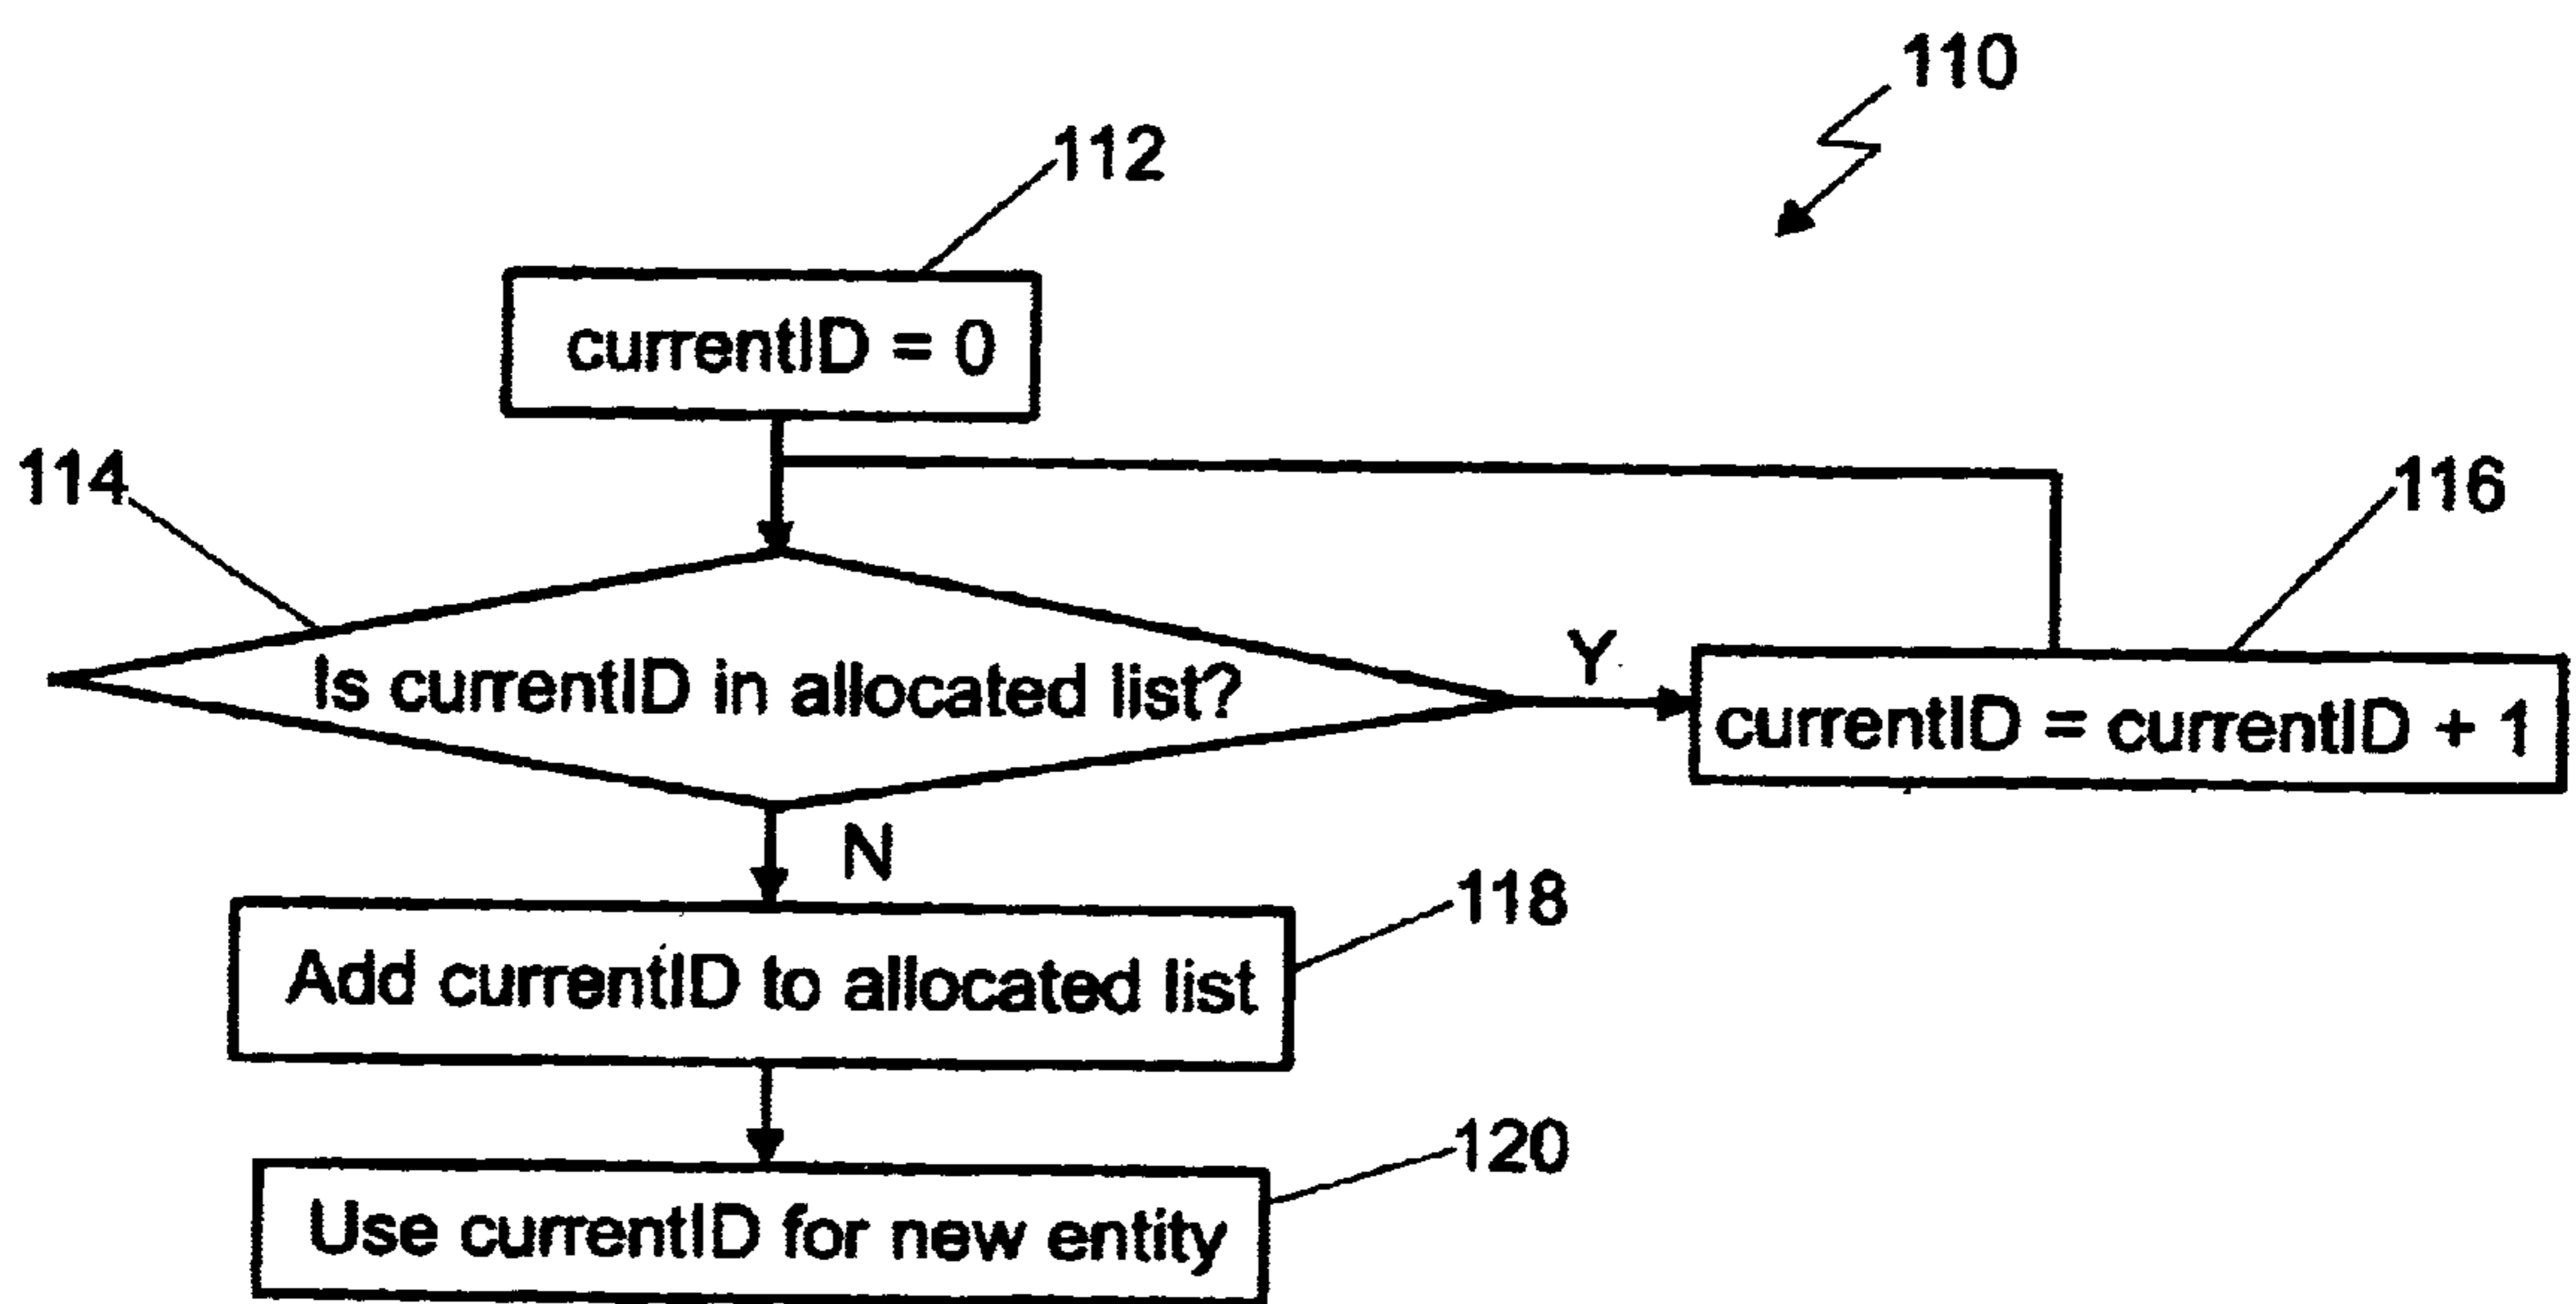 110
112
currentID = 0
114
116
Is currentID in allocated list?
Y
currentID = currentID + 1
N
118
Add currentID to allocated list
120
Use currentID for new entity